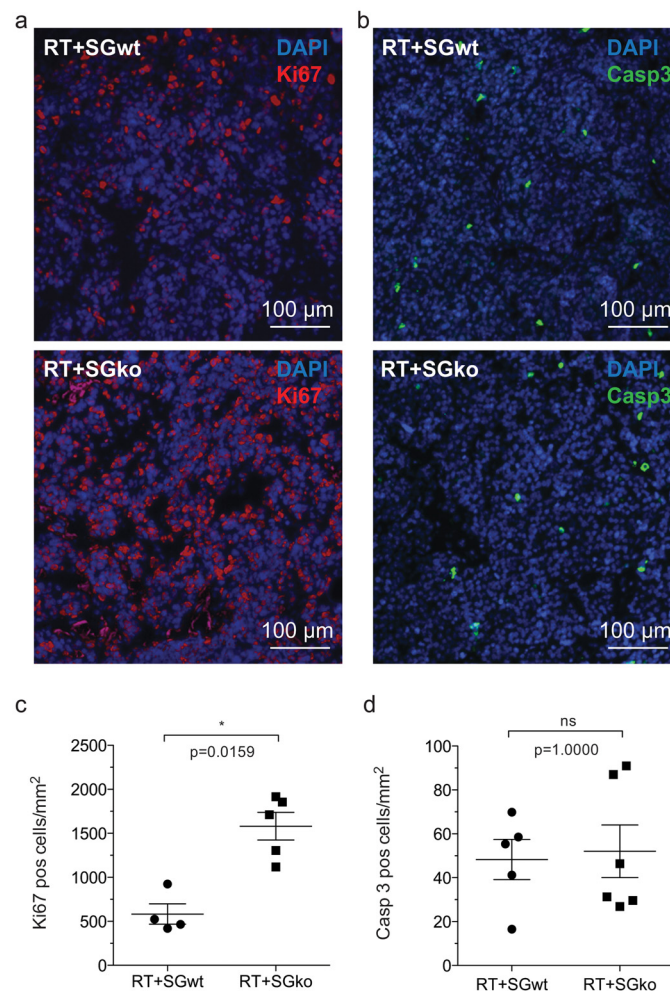 a
RT+SGwt
DAPI
Ki67
100 µm
RT+SGko
DAPI
Ki67
100 µm
b
RT+SGwt
DAPI
Casp3
100 µm
RT+SGko
DAPI
Casp3
100 µm
c
*
p=0.0159
Ki67 pos cells/mm²
2500
2000
1500
1000
500
0
RT+SGwt
RT+SGko
d
ns
p=1.0000
Casp 3 pos cells/mm²
100
80
60
40
20
0
RT+SGwt
RT+SGko